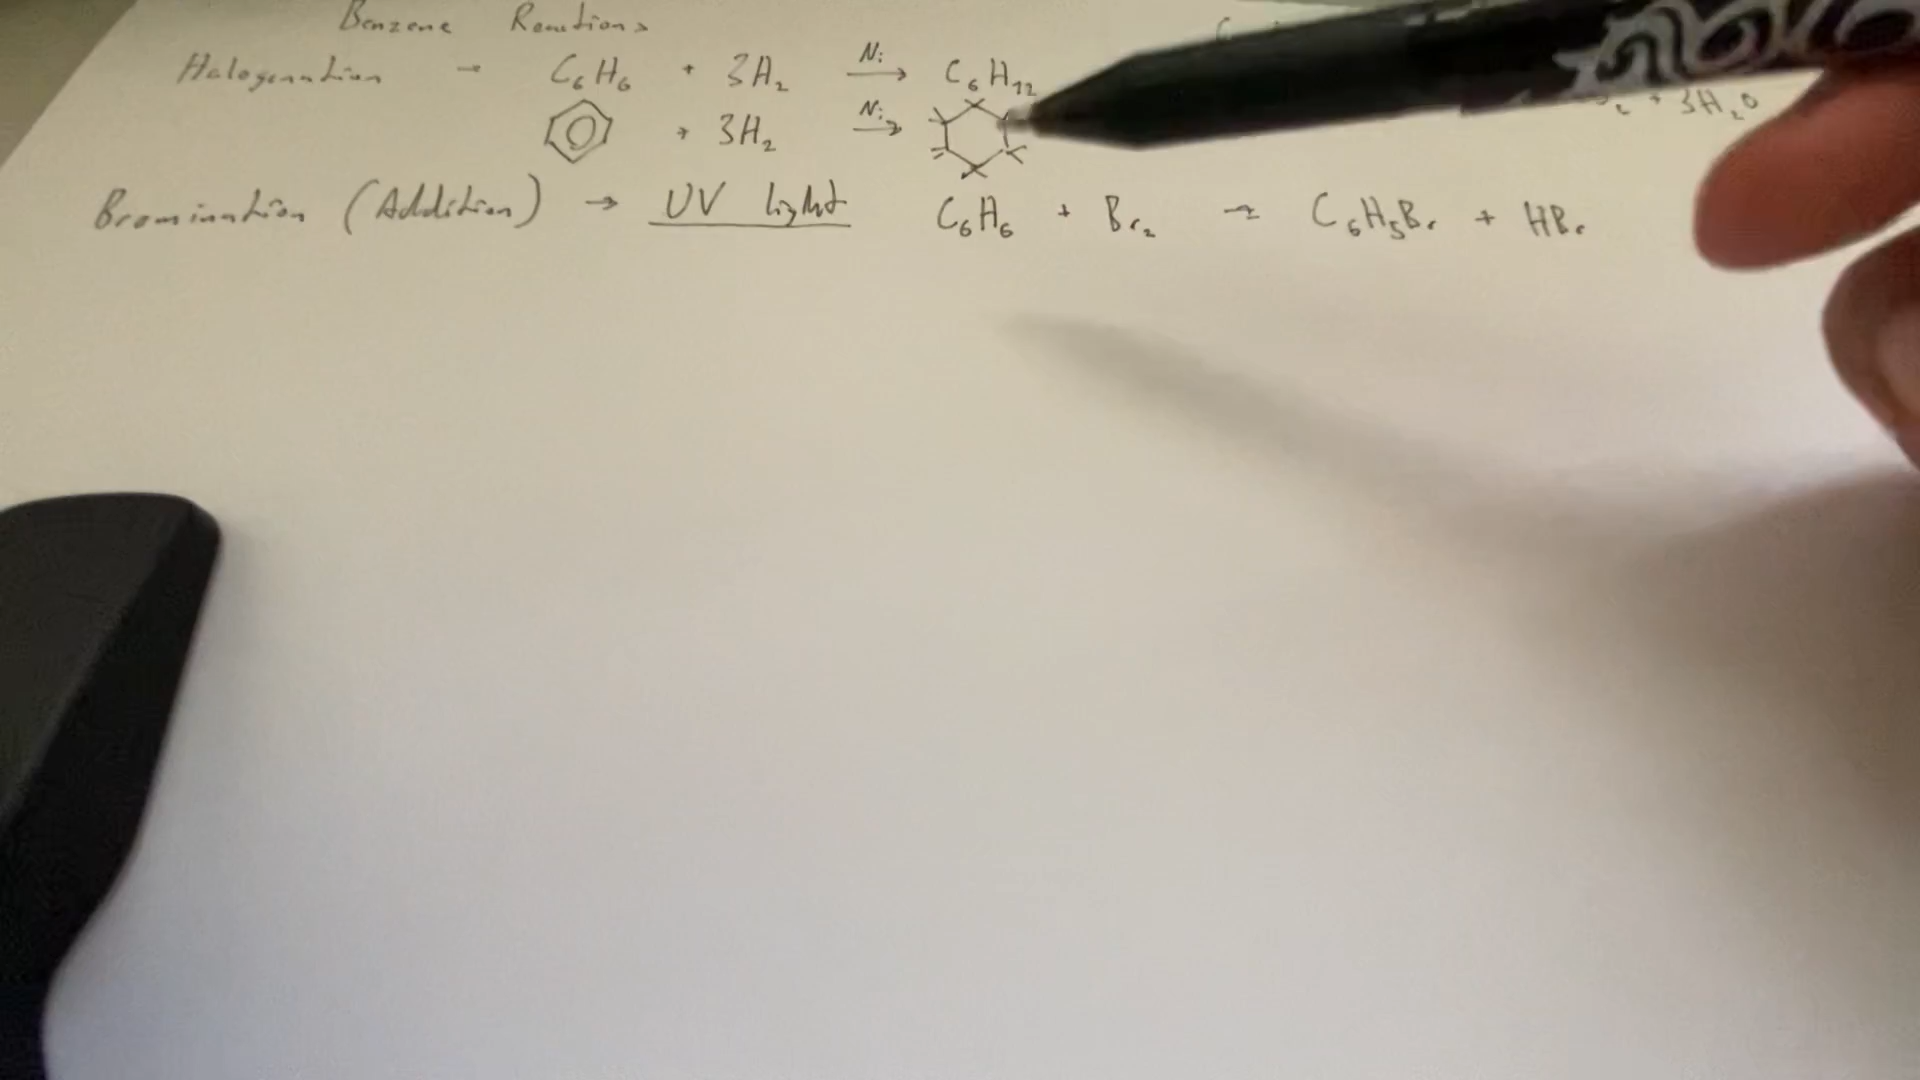 Benzene Reactions
Halogenation → C₆H₆ + 3H₂ Ni→ C₆H₁₂
+ 3H₂ Ni→
+ 3H₂O
Bromination (Addition) → UV light C₆H₆ + Br₂ → C₆H₅Br + HBr